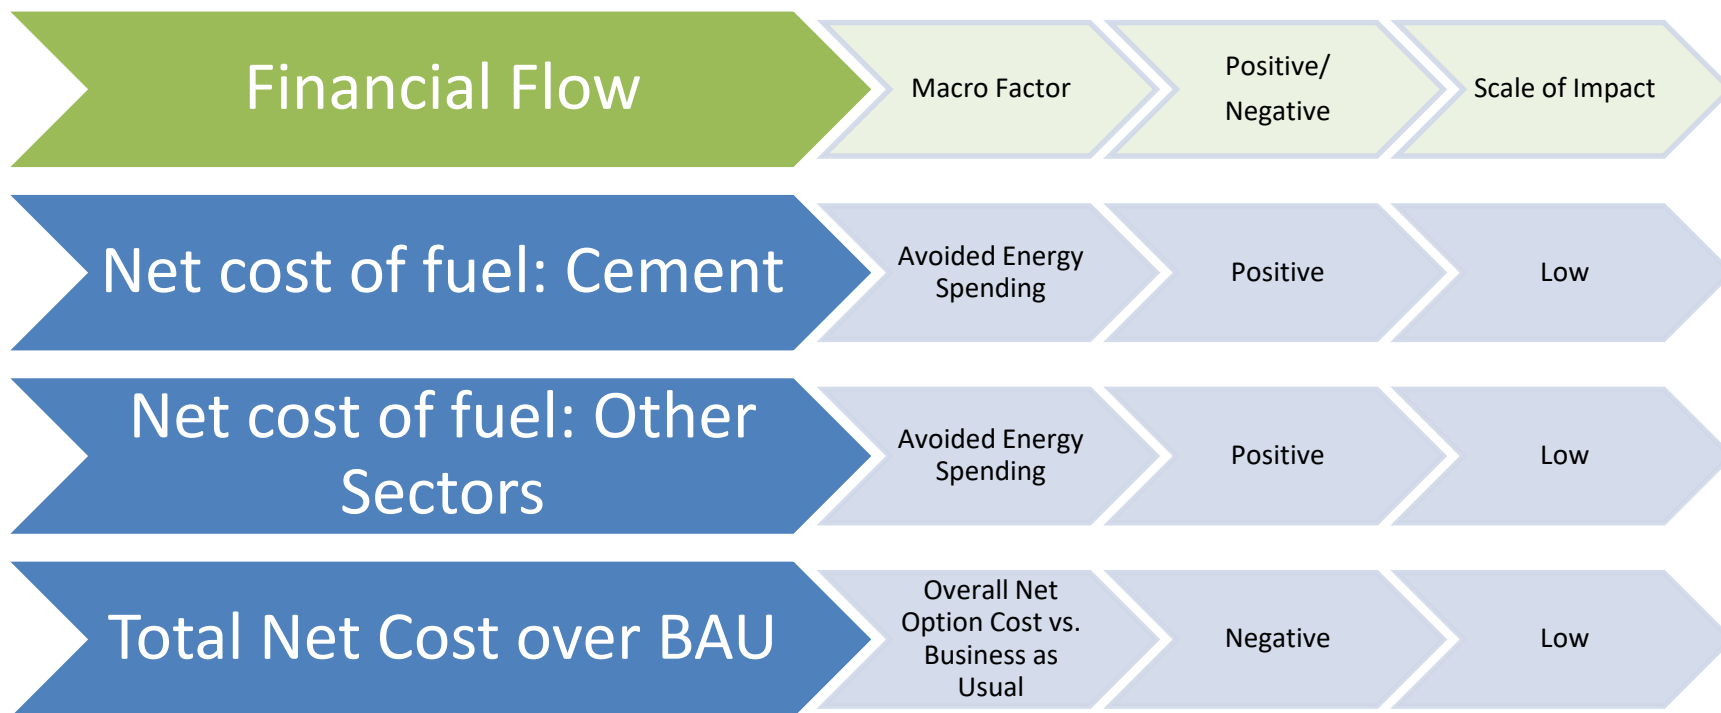 Financial Flow
Macro Factor
Positive/
Negative
Scale of Impact
Net cost of fuel: Cement
Avoided Energy
Spending
Positive
Low
Net cost of fuel: Other
Sectors
Avoided Energy
Spending
Positive
Low
Total Net Cost over BAU
Overall Net
Option Cost vs.
Business as
Usual
Negative
Low